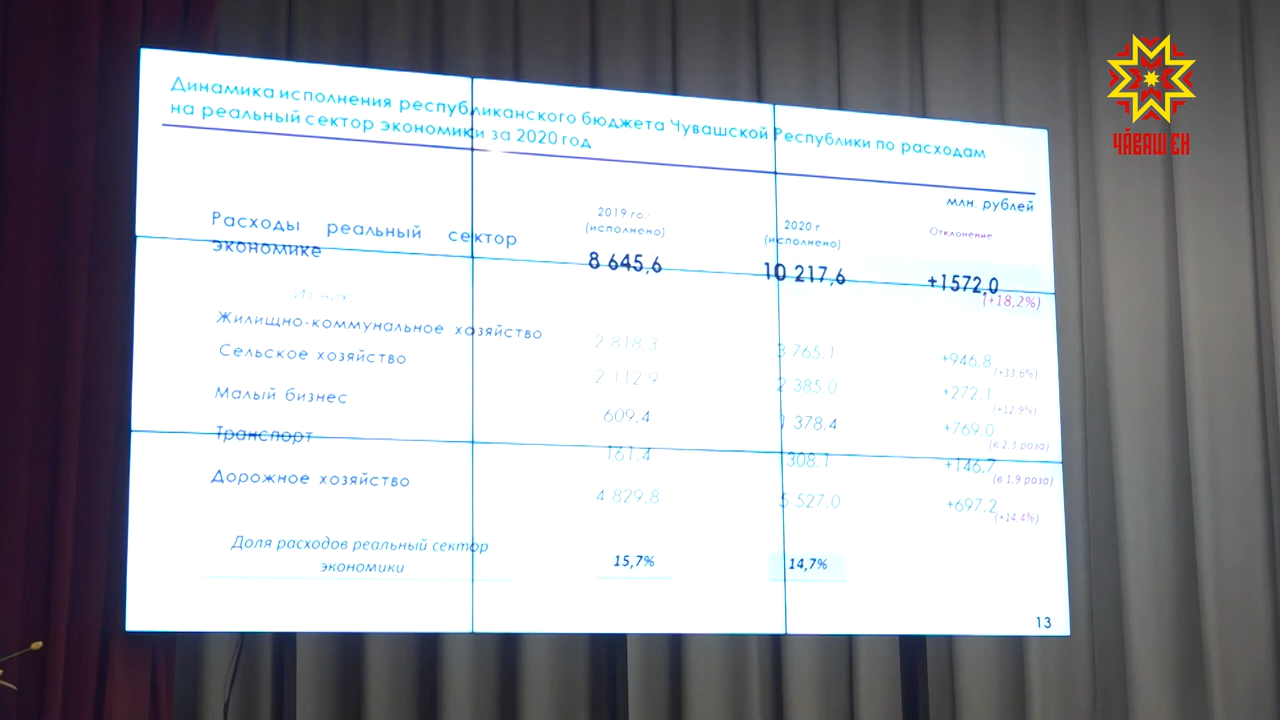 Динамика исполнения республиканского бюджета Чувашской Республики по расходам
на реальный сектор экономики за 2020 год
млн. рублей
2019 год (исполнено) 2020 г. (исполнено) Отклонение
Расходы реальный сектор экономике 8 645,6 10 217,6 +1572,0 (+18,2%)
Из них
Жилищно-коммунальное хозяйство 2 818.3 3 765.1 +946.8 (+33.6%)
Сельское хозяйство 2 112.9 2 385.0 +272.1 (+12.9%)
Малый бизнес 609.4 1 378,4 +769.0 (в 2,3 раза)
Транспорт 161.4 308.1 +146,7 (в 1,9 раза)
Дорожное хозяйство 4 829.8 5 527.0 +697.2 (+14,4%)
Доля расходов реальный сектор экономики 15,7% 14,7%
13
ЧӐВАШ ЕН